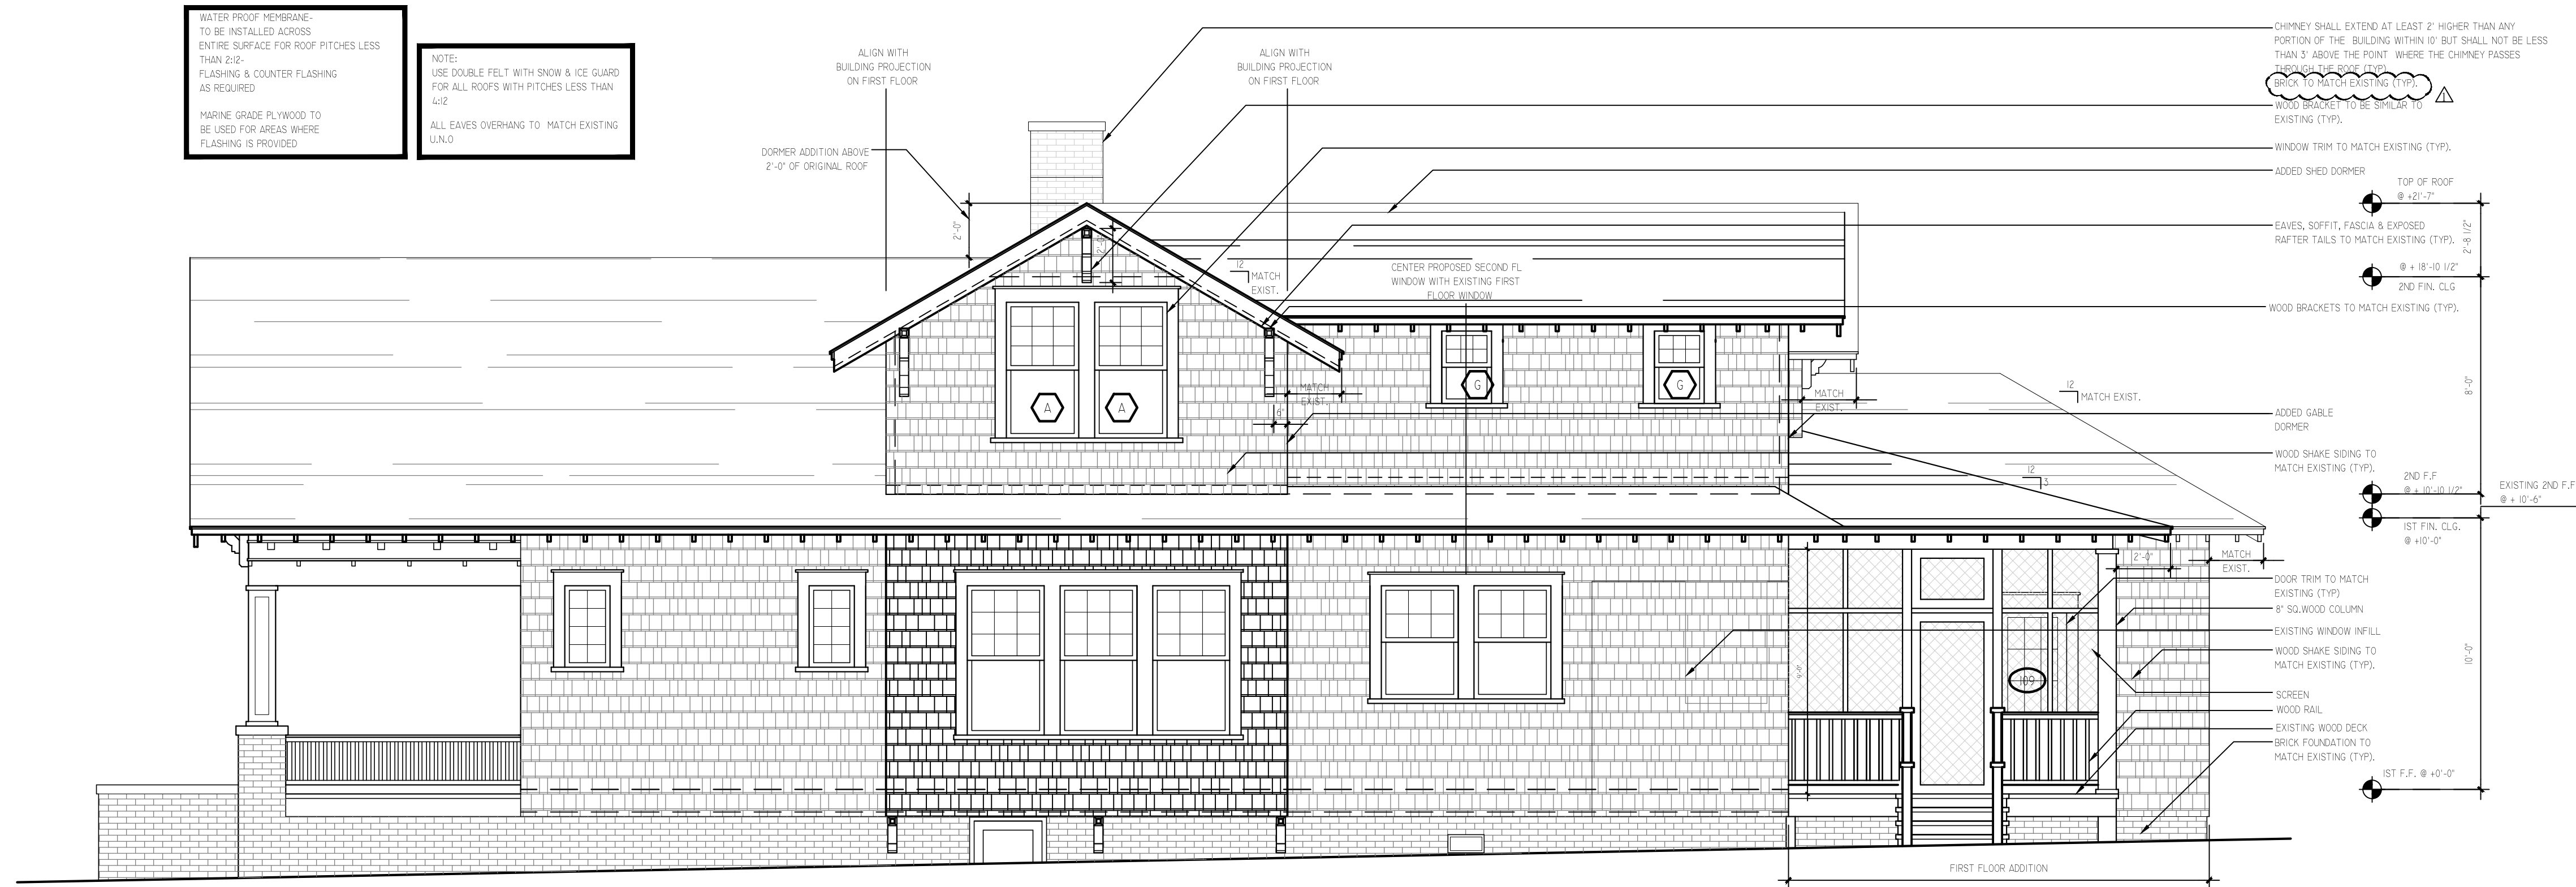 WATER PROOF MEMBRANE-
TO BE INSTALLED ACROSS
ENTIRE SURFACE FOR ROOF PITCHES LESS
THAN 2:12-
FLASHING & COUNTER FLASHING
AS REQUIRED
MARINE GRADE PLYWOOD TO
BE USED FOR AREAS WHERE
FLASHING IS PROVIDED
NOTE:
USE DOUBLE FELT WITH SNOW & ICE GUARD
FOR ALL ROOFS WITH PITCHES LESS THAN
4:12
ALL EAVES OVERHANG TO MATCH EXISTING
U.N.O
DORMER ADDITION ABOVE
2'-0" OF ORIGINAL ROOF
ALIGN WITH
BUILDING PROJECTION
ON FIRST FLOOR
ALIGN WITH
BUILDING PROJECTION
ON FIRST FLOOR
2'-0"
2'-0"
12
MATCH
EXIST.
CENTER PROPOSED SECOND FL
WINDOW WITH EXISTING FIRST
FLOOR WINDOW
A
A
G
G
MATCH
EXIST.
6"
MATCH
EXIST.
12
MATCH EXIST.
12
3
2'-0"
MATCH
EXIST.
9'-0"
109
FIRST FLOOR ADDITION
CHIMNEY SHALL EXTEND AT LEAST 2' HIGHER THAN ANY
PORTION OF THE BUILDING WITHIN 10' BUT SHALL NOT BE LESS
THAN 3' ABOVE THE POINT WHERE THE CHIMNEY PASSES
THROUGH THE ROOF (TYP)
BRICK TO MATCH EXISTING (TYP).
1
WOOD BRACKET TO BE SIMILAR TO
EXISTING (TYP).
WINDOW TRIM TO MATCH EXISTING (TYP).
ADDED SHED DORMER
TOP OF ROOF
@ +21'-7"
EAVES, SOFFIT, FASCIA & EXPOSED
RAFTER TAILS TO MATCH EXISTING (TYP).
2'-8 1/2"
@ + 18'-10 1/2"
2ND FIN. CLG
WOOD BRACKETS TO MATCH EXISTING (TYP).
8'-0"
ADDED GABLE
DORMER
WOOD SHAKE SIDING TO
MATCH EXISTING (TYP).
2ND F.F
@ + 10'-10 1/2"
EXISTING 2ND F.F
@ + 10'-6"
1ST FIN. CLG.
@ +10'-0"
DOOR TRIM TO MATCH
EXISTING (TYP)
8" SQ.WOOD COLUMN
EXISTING WINDOW INFILL
WOOD SHAKE SIDING TO
MATCH EXISTING (TYP).
10'-0"
SCREEN
WOOD RAIL
EXISTING WOOD DECK
BRICK FOUNDATION TO
MATCH EXISTING (TYP).
1ST F.F. @ +0'-0"